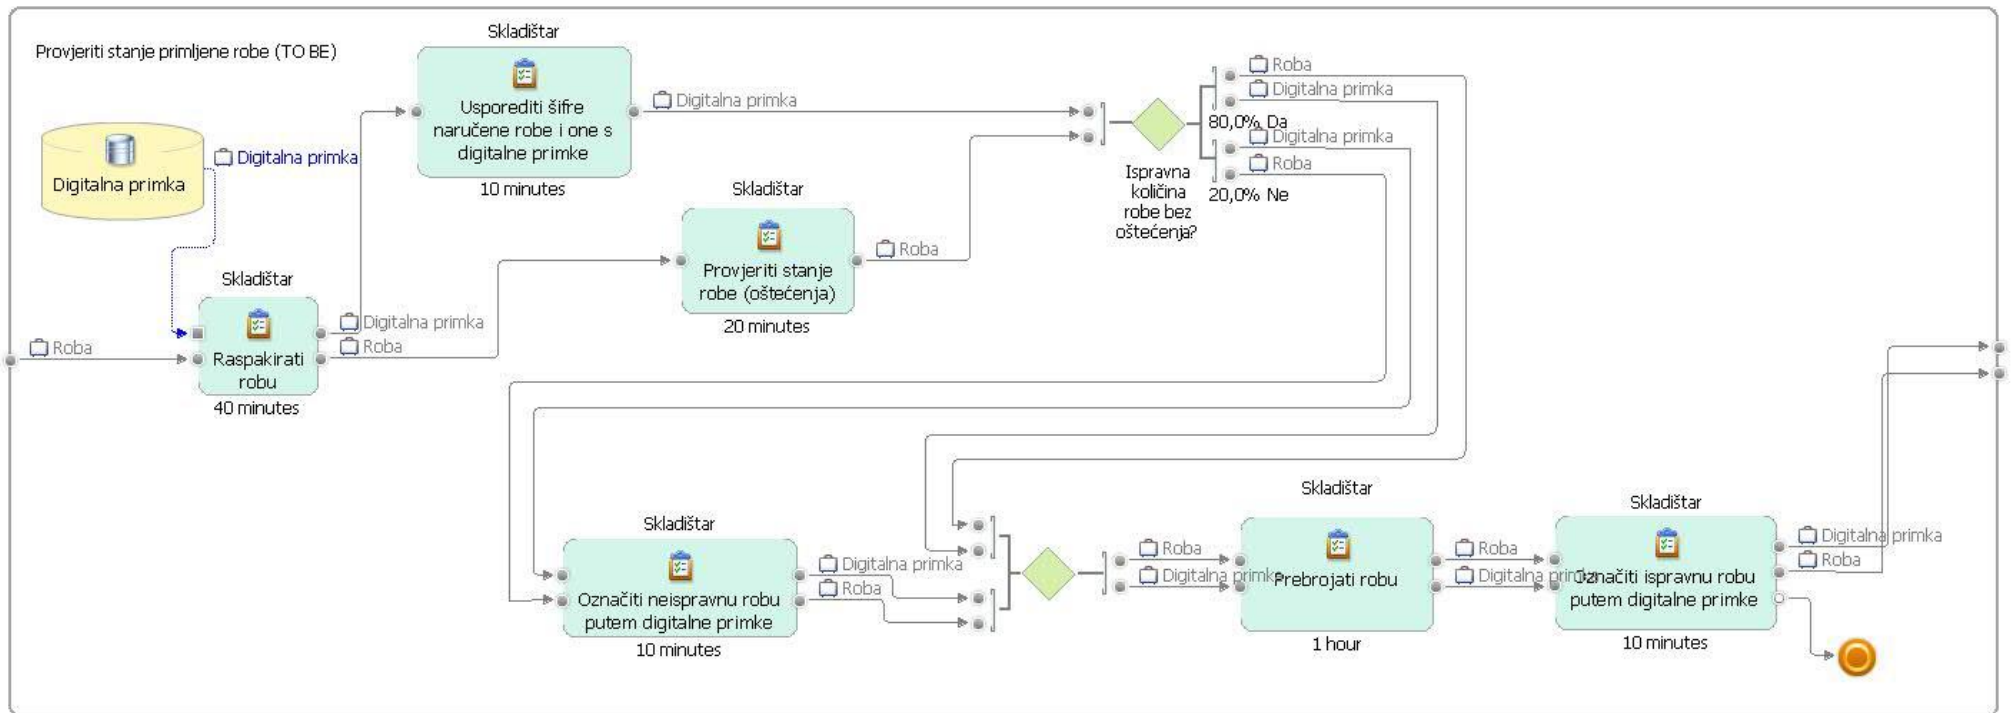 Provjeriti stanje primljene robe (TO BE)
Digitalna primka
Digitalna primka
Roba
Skladištar
Raspakirati
robu
40 minutes
Digitalna primka
Roba
Skladištar
Usporediti šifre
naručene robe i one s
digitalne primke
10 minutes
Digitalna primka
Skladištar
Provjeriti stanje
robe (oštećenja)
20 minutes
Roba
Ispravna
količina
robe bez
oštećenja?
Roba
Digitalna primka
80,0% Da
Digitalna primka
Roba
20,0% Ne
Skladištar
Označiti neispravnu robu
putem digitalne primke
10 minutes
Digitalna primka
Roba
Roba
Digitalna primka
Skladištar
Prebrojati robu
1 hour
Roba
Digitalna primka
Skladištar
Označiti ispravnu robu
putem digitalne primke
10 minutes
Digitalna primka
Roba